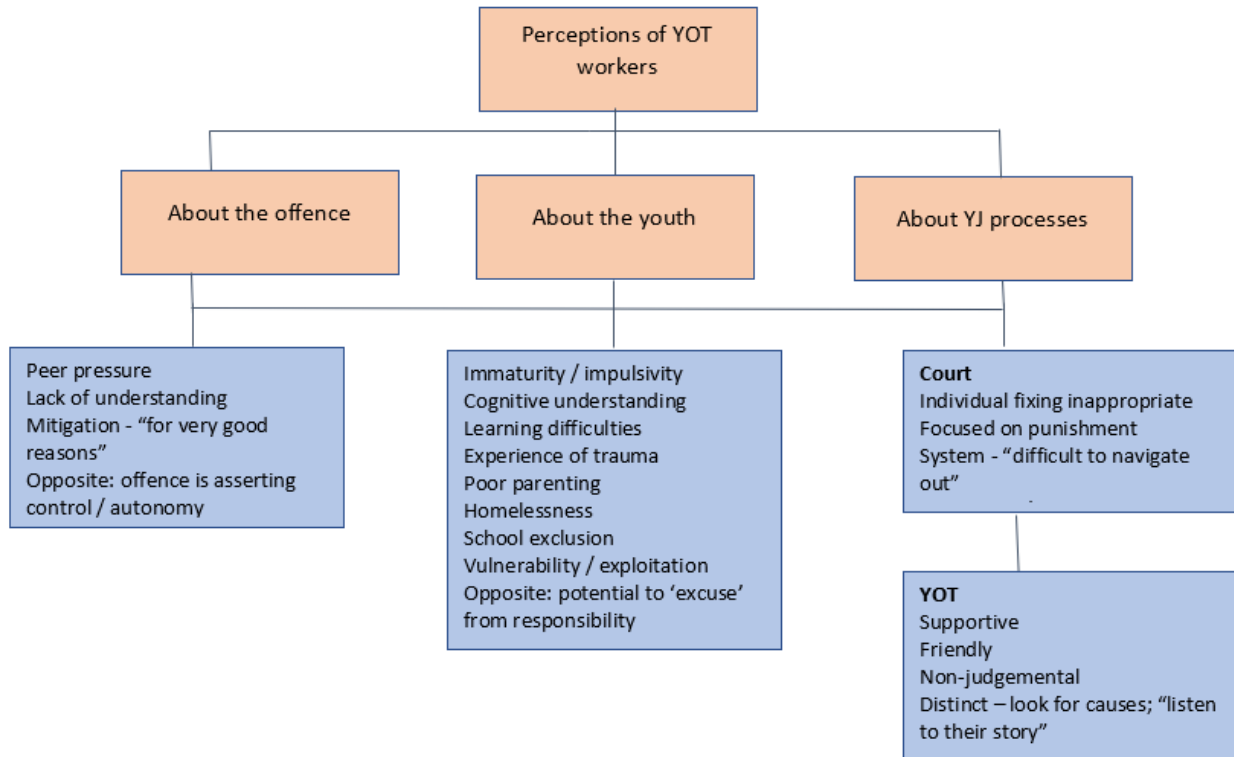 Perceptions of YOT
workers
About the offence
About the youth
About YJ processes
Peer pressure
Lack of understanding
Mitigation - “for very good
reasons”
Opposite: offence is asserting
control / autonomy
Immaturity / impulsivity
Cognitive understanding
Learning difficulties
Experience of trauma
Poor parenting
Homelessness
School exclusion
Vulnerability / exploitation
Opposite: potential to ‘excuse’
from responsibility
Court
Individual fixing inappropriate
Focused on punishment
System - “difficult to navigate
out”
YOT
Supportive
Friendly
Non-judgemental
Distinct – look for causes; “listen
to their story”